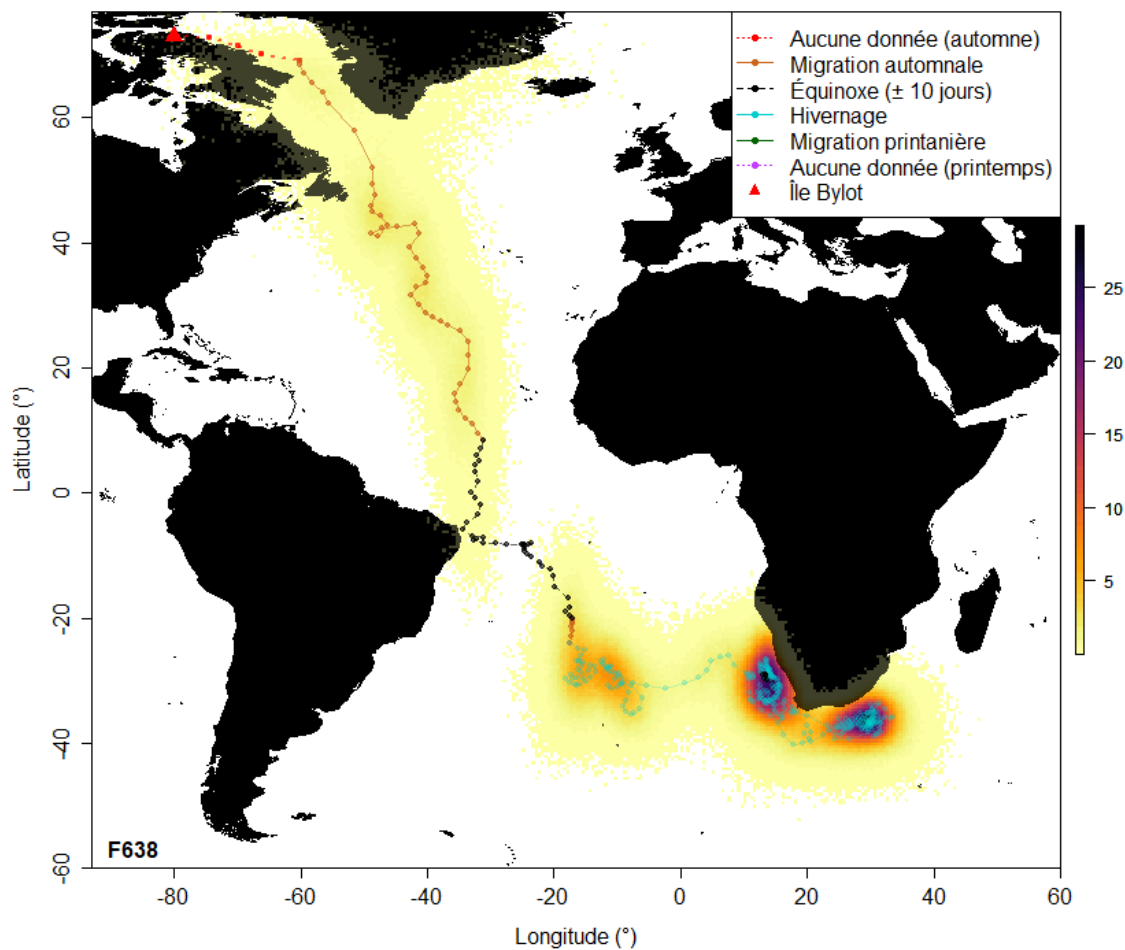 Aucune donnée (automne)
Migration automnale
Équinoxe (± 10 jours)
Hivernage
Migration printanière
Aucune donnée (printemps)
Île Bylot
Latitude (°)
60
40
20
0
-20
-40
-60
25
20
15
10
5
F638
-80
-60
-40
-20
0
20
40
60
Longitude (°)